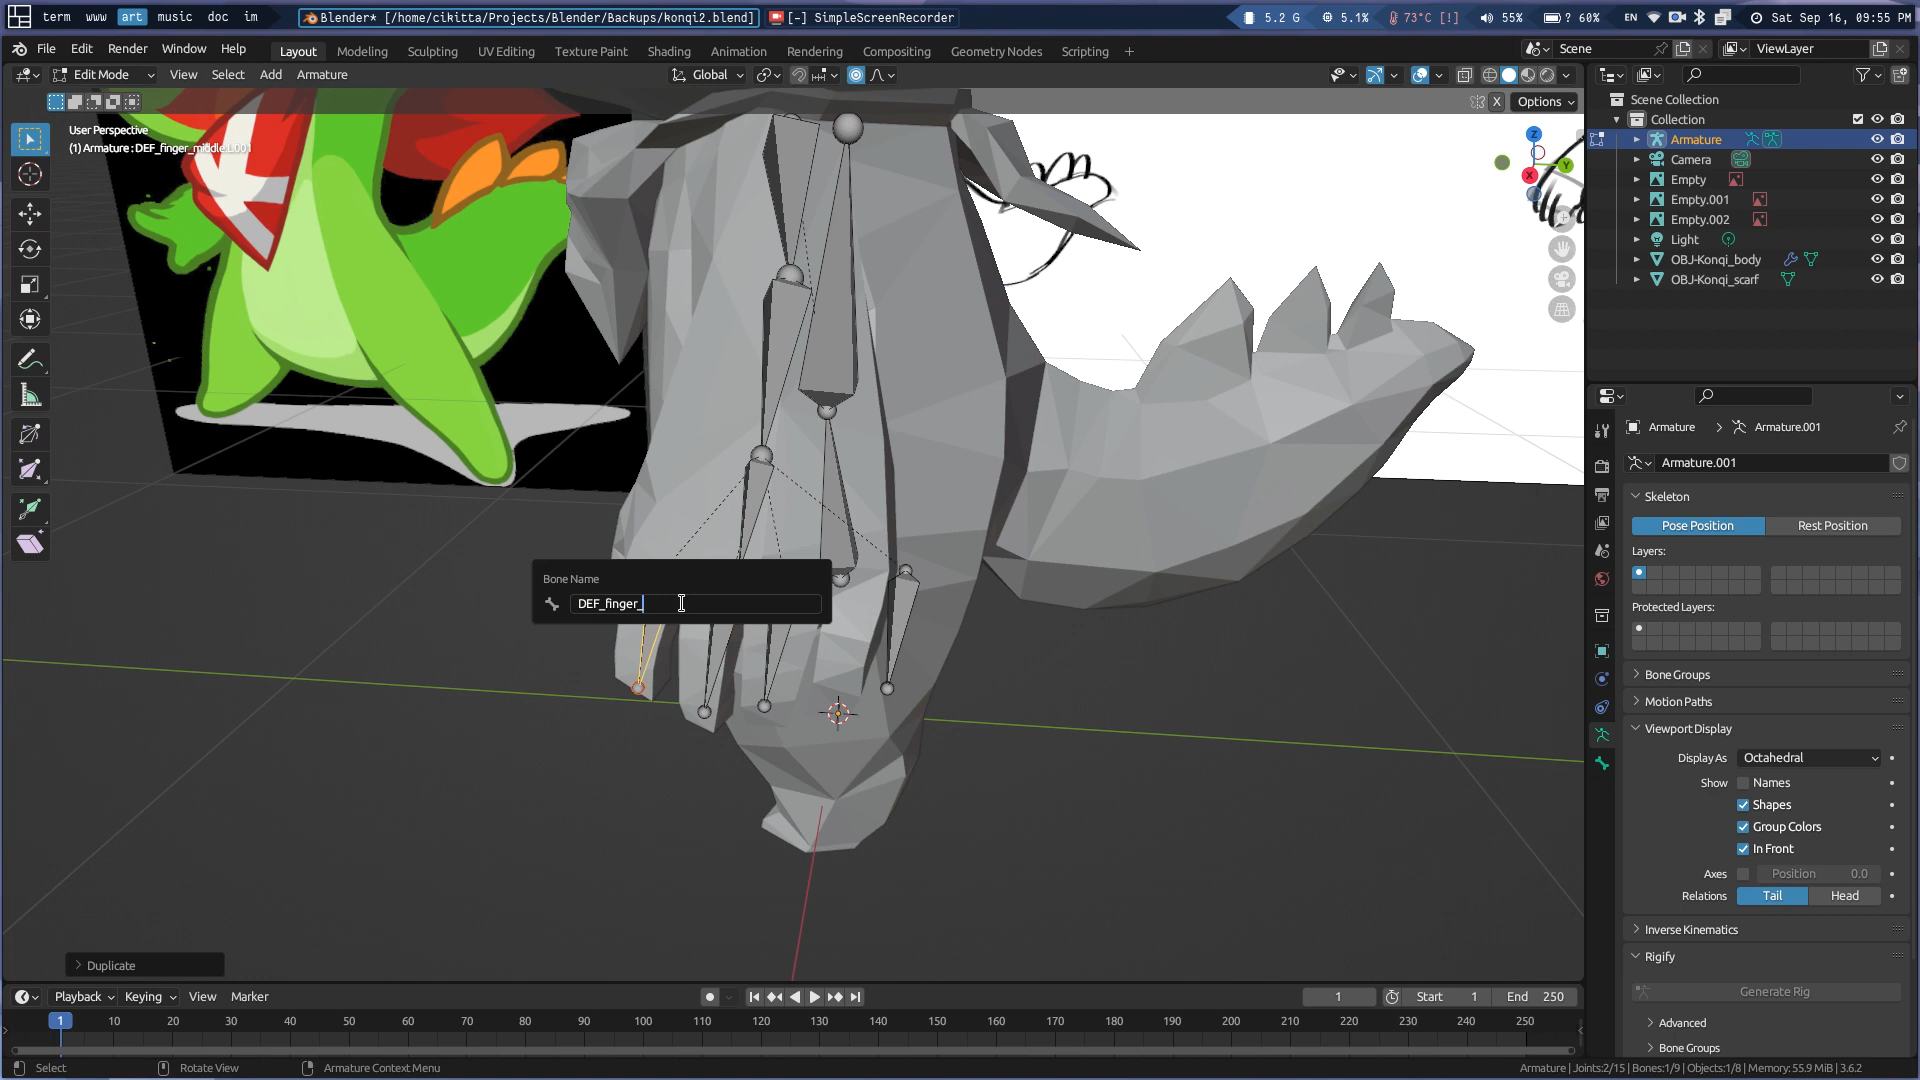 term www art music doc im
Blender* [/home/cikitta/Projects/Blender/Backups/konqi2.blend]
[-] SimpleScreenRecorder
5.2 G 5.1% 73°C [!] 55% ? 60% EN Sat Sep 16, 09:55 PM
File Edit Render Window Help
Layout Modeling Sculpting UV Editing Texture Paint Shading Animation Rendering Compositing Geometry Nodes Scripting +
Scene
ViewLayer
Edit Mode View Select Add Armature
Global
X Options
User Perspective
(1) Armature : DEF_finger_middle.L.001
Z
Y
X
Scene Collection
Collection
Armature
Camera
Empty
Empty.001
Empty.002
Light
OBJ-Konqi_body
OBJ-Konqi_scarf
Bone Name
DEF_finger_
Armature > Armature.001
Armature.001
Skeleton
Pose Position Rest Position
Layers:
Protected Layers:
Bone Groups
Motion Paths
Viewport Display
Display As Octahedral
Show Names
Shapes
Group Colors
In Front
Axes Position 0.0
Relations Tail Head
Inverse Kinematics
Rigify
Generate Rig
Advanced
Bone Groups
Duplicate
Playback Keying View Marker
1 Start 1 End 250
1 10 20 30 40 50 60 70 80 90 100 110 120 130 140 150 160 170 180 190 200 210 220 230 240 250
Select Rotate View Armature Context Menu
Armature | Joints:2/15 | Bones:1/9 | Objects:1/8 | Memory: 55.9 MiB | 3.6.2